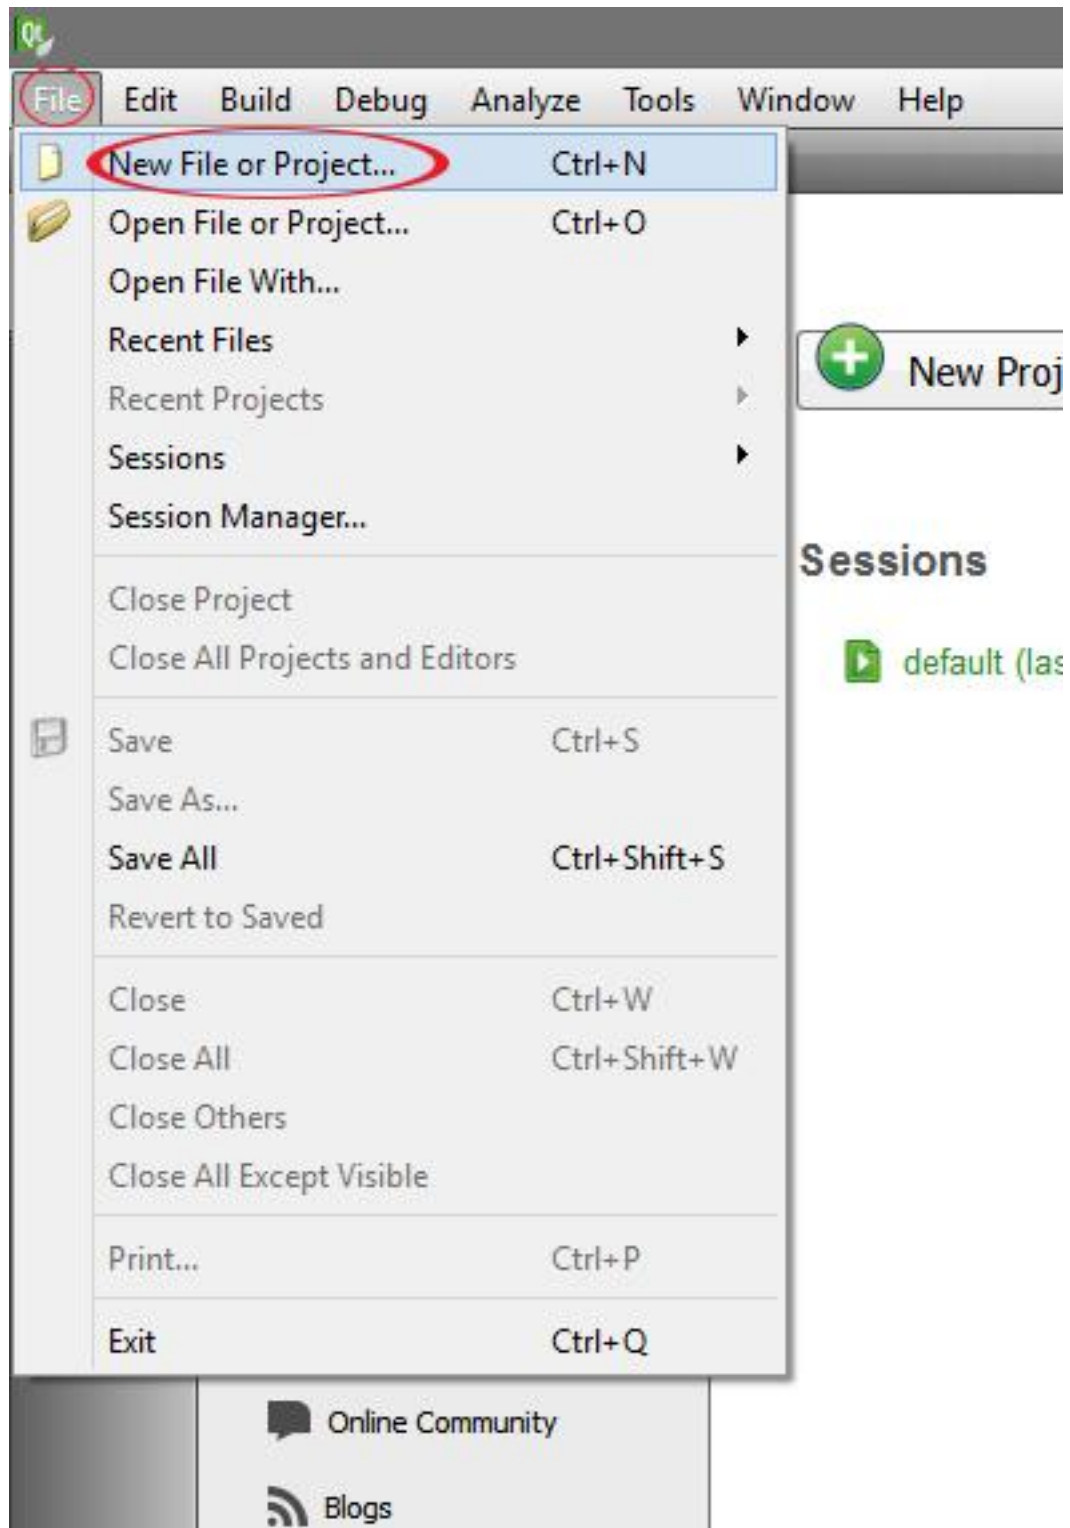 Qt
File Edit Build Debug Analyze Tools Window Help
New File or Project... Ctrl+N
Open File or Project... Ctrl+O
Open File With...
Recent Files
Recent Projects
Sessions
Session Manager...
Close Project
Close All Projects and Editors
Save Ctrl+S
Save As...
Save All Ctrl+Shift+S
Revert to Saved
Close Ctrl+W
Close All Ctrl+Shift+W
Close Others
Close All Except Visible
Print... Ctrl+P
Exit Ctrl+Q
New Proj
Sessions
default (las
Online Community
Blogs